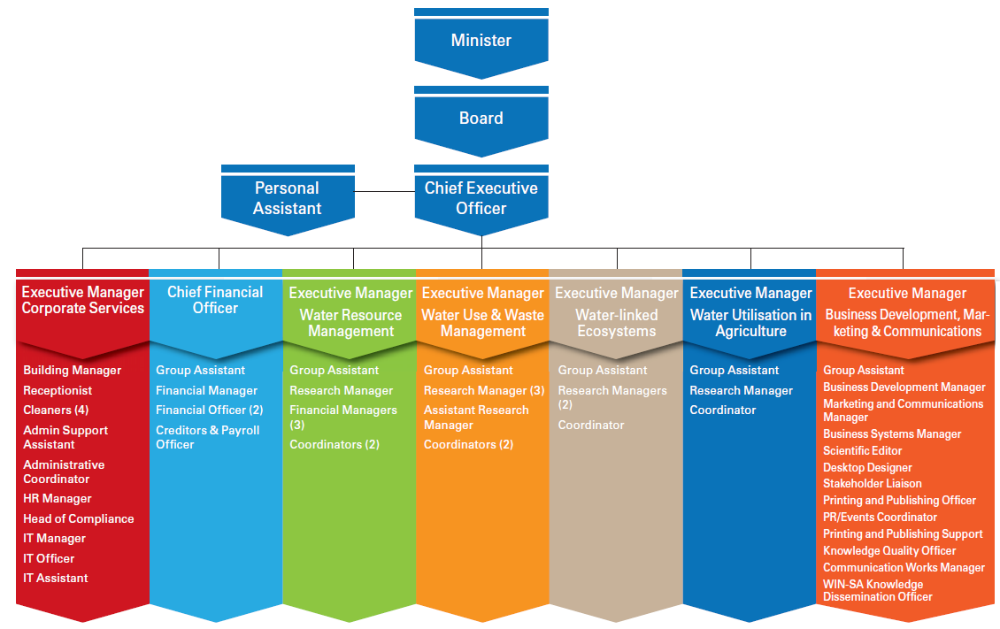 Minister
Board
Personal
Assistant
Chief Executive
Officer
Executive Manager
Corporate Services
Building Manager
Receptionist
Cleaners (4)
Admin Support
Assistant
Administrative
Coordinator
HR Manager
Head of Compliance
IT Manager
IT Officer
IT Assistant
Chief Financial
Officer
Group Assistant
Financial Manager
Financial Officer (2)
Creditors & Payroll
Officer
Executive Manager
Water Resource
Management
Group Assistant
Research Manager
Financial Managers
(3)
Coordinators (2)
Executive Manager
Water Use & Waste
Management
Group Assistant
Research Manager (3)
Assistant Research
Manager
Coordinators (2)
Executive Manager
Water-linked
Ecosystems
Group Assistant
Research Managers
(2)
Coordinator
Executive Manager
Water Utilisation in
Agriculture
Group Assistant
Research Manager
Coordinator
Executive Manager
Business Development, Mar-
keting & Communications
Group Assistant
Business Development Manager
Marketing and Communications
Manager
Business Systems Manager
Scientific Editor
Desktop Designer
Stakeholder Liaison
Printing and Publishing Officer
PR/Events Coordinator
Printing and Publishing Support
Knowledge Quality Officer
Communication Works Manager
WIN-SA Knowledge
Dissemination Officer